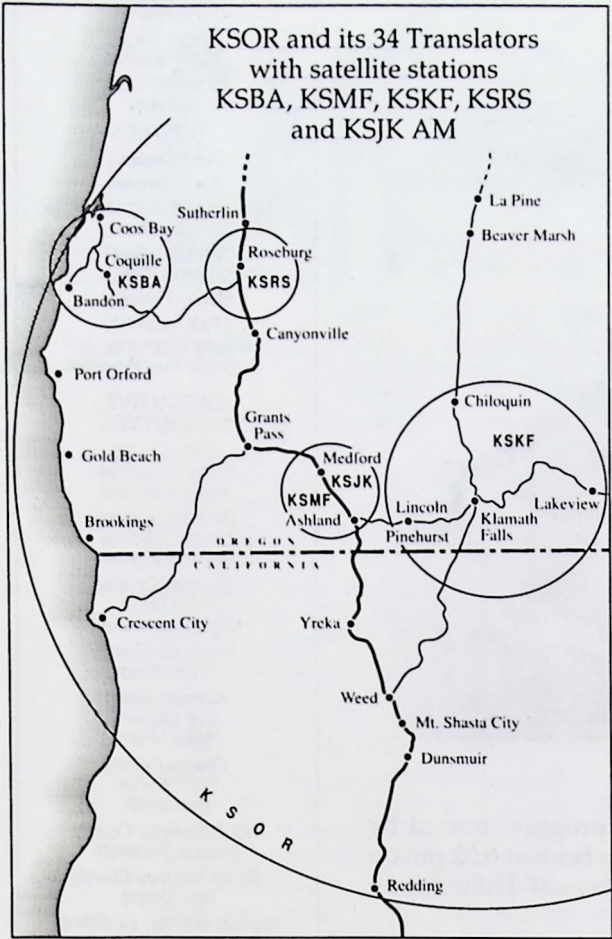 KSOR and its 34 Translators
with satellite stations
KSBA, KSMF, KSKF, KSRS
and KSJK AM
La Pine
Sutherlin
Coos Bay
Beaver Marsh
Roseburg
Coquille
KSBA
KSRS
Bandon
Canyonville
Port Orford
Chiloquin
Grants
Pass
KSKF
Gold Beach
Medford
KSJK
KSMF
Lakeview
Lincoln
Ashland
Klamath
Falls
Pinehurst
Brookings
OREGON
CALIFORNIA
Crescent City
Yreka
Weed
Mt. Shasta City
Dunsmuir
KSOR
Redding